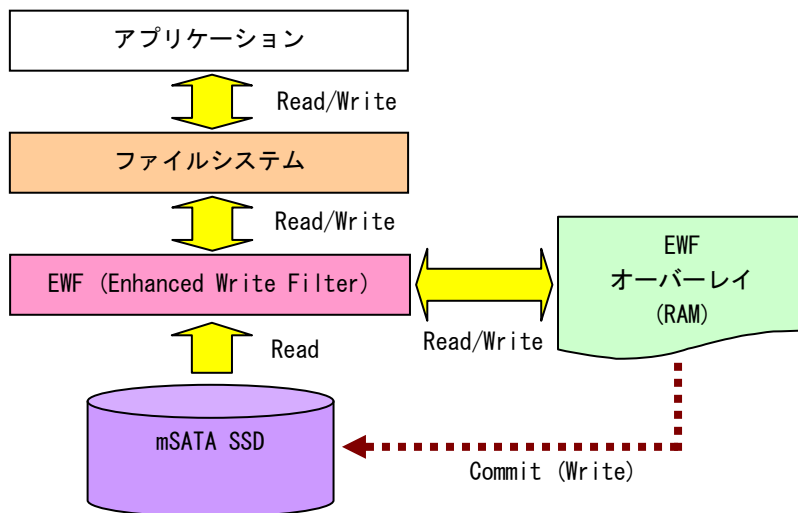 アプリケーション
Read/Write
ファイルシステム
Read/Write
EWF (Enhanced Write Filter)
EWF
オーバーレイ
(RAM)
Read/Write
Read
mSATA SSD
Commit (Write)